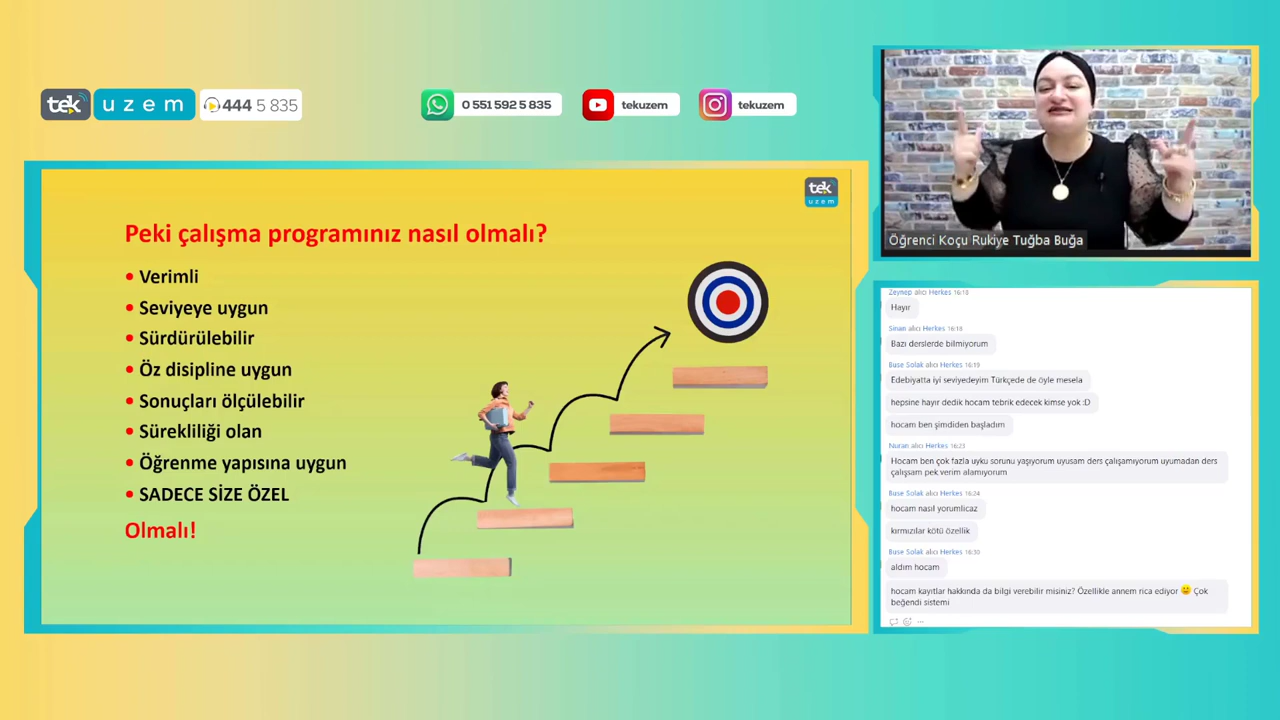 tek uzem 444 5 835
0 551 592 5 835
tekuzem
tekuzem
tek
uzem
Peki çalışma programınız nasıl olmalı?
• Verimli
• Seviyeye uygun
• Sürdürülebilir
• Öz disipline uygun
• Sonuçları ölçülebilir
• Sürekliliği olan
• Öğrenme yapısına uygun
• SADECE SİZE ÖZEL
Olmalı!
Öğrenci Koçu Rukiye Tuğba Buğa
Zeynep alıcı Herkes 16:18
Hayır
Sinan alıcı Herkes 16:18
Bazı derslerde bilmiyorum
Buse Solak alıcı Herkes 16:19
Edebiyatta iyi seviyedeyim Türkçede de öyle mesela
hepsine hayır dedik hocam tebrik edecek kimse yok :D
hocam ben şimdiden başladım
Nuran alıcı Herkes 16:21
Hocam ben çok fazla uyku sorunu yaşıyorum uyusam ders çalışamıyorum uyumadan ders
çalışsam pek verim alamıyorum
Buse Solak alıcı Herkes 16:24
hocam nasıl yorumlicaz
kırmızılar kötü özellik
Buse Solak alıcı Herkes 16:30
aldım hocam
hocam kayıtlar hakkında da bilgi verebilir misiniz? Özellikle annem rica ediyor 🙂 Çok
beğendi sistemi